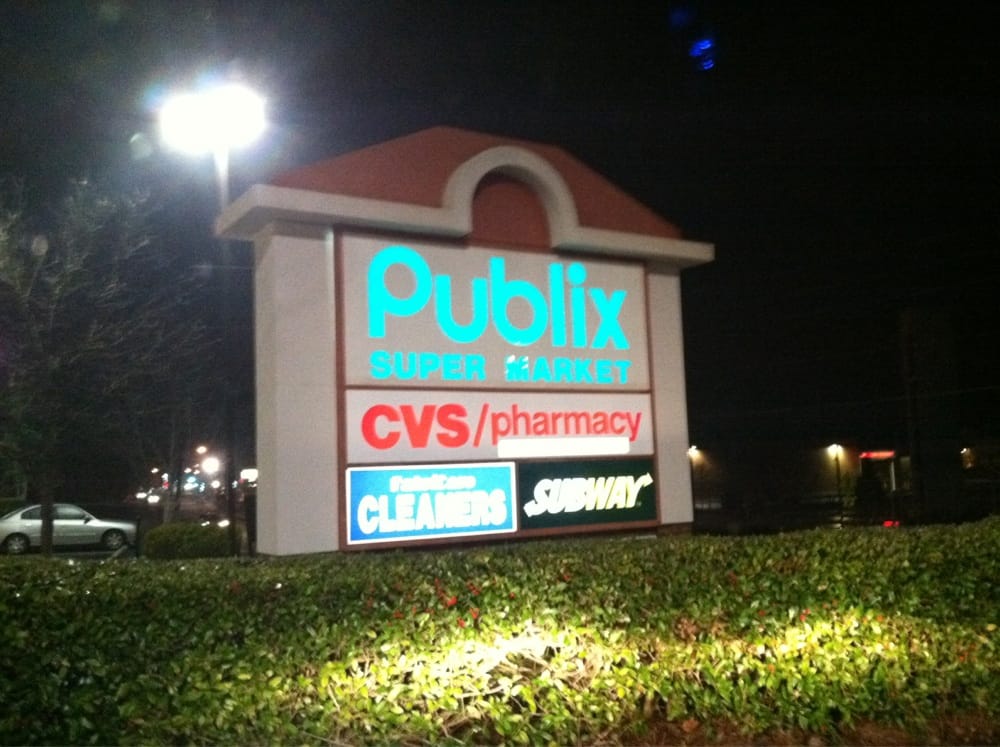 Publix
SUPER MARKET
CVS/pharmacy
CLEANERS
SUBWAY